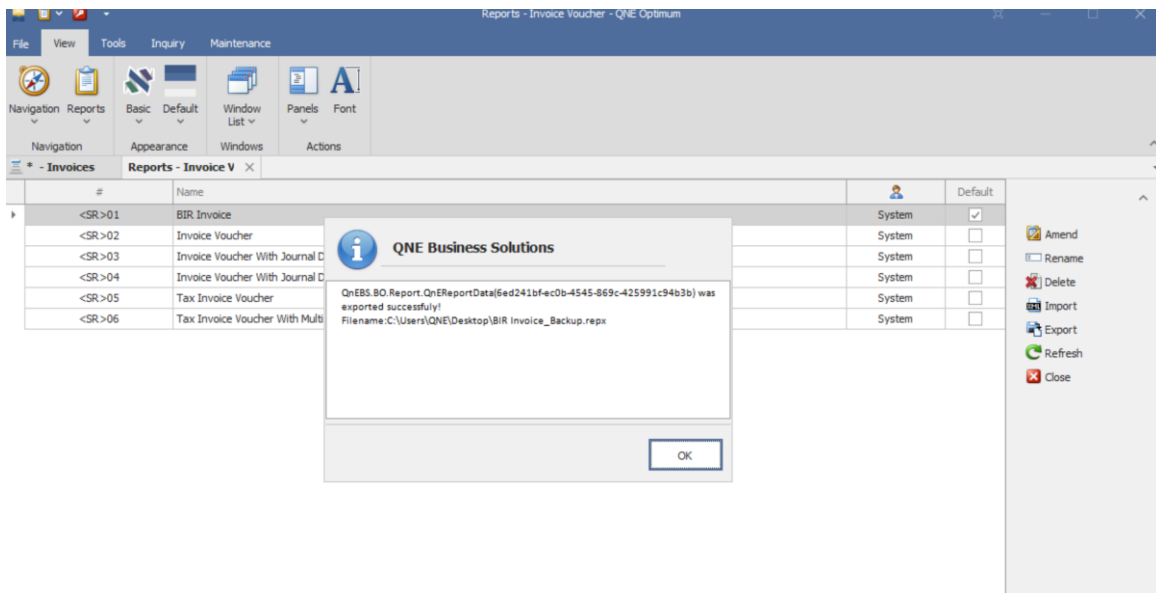 Reports - Invoice Voucher - QNE Optimum
File View Tools Inquiry Maintenance
Navigation Reports Basic Default Window List Panels Font
Navigation Appearance Windows Actions
* - Invoices Reports - Invoice V
# Name Default
<SR>01 BIR Invoice System
<SR>02 Invoice Voucher System
<SR>03 Invoice Voucher With Journal D System
<SR>04 Invoice Voucher With Journal D System
<SR>05 Tax Invoice Voucher System
<SR>06 Tax Invoice Voucher With Multi System
QNE Business Solutions
QnEBS.BO.Report.QnEReportData(6ed241bf-ec0b-4545-869c-425991c94b3b) was
exported successfuly!
Filename:C:\Users\QNE\Desktop\BIR Invoice_Backup.repx
OK
Amend
Rename
Delete
Import
Export
Refresh
Close